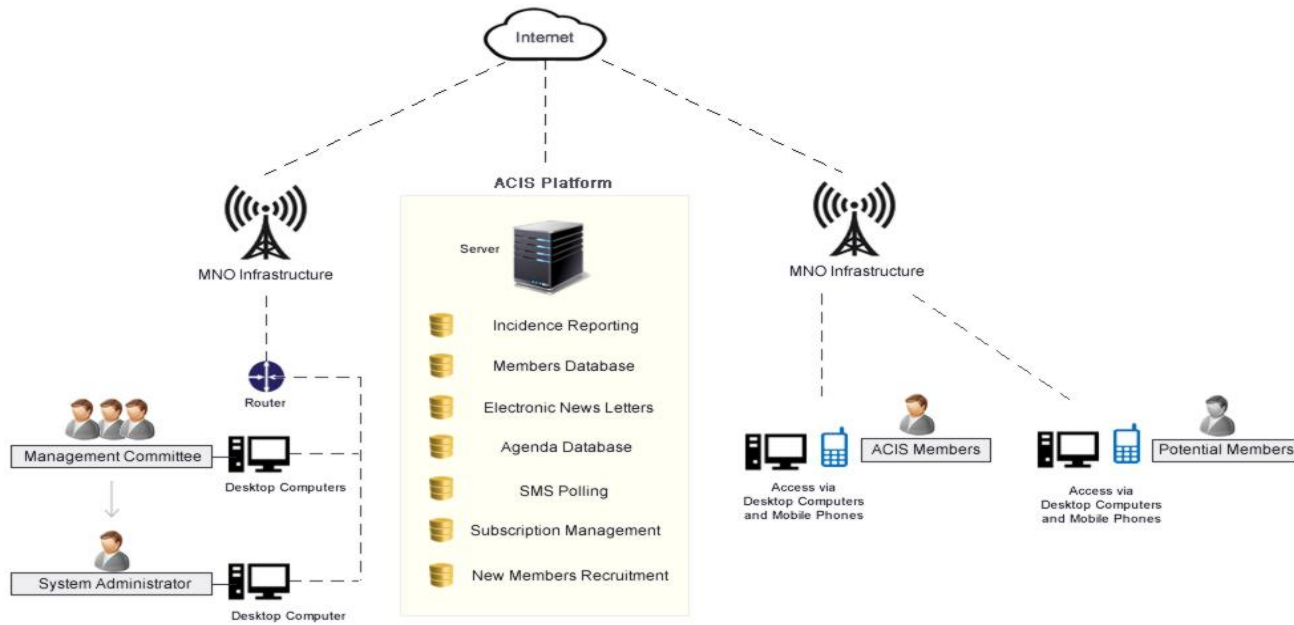 Internet
ACIS Platform
Server
Incidence Reporting
Members Database
Electronic News Letters
Agenda Database
SMS Polling
Subscription Management
New Members Recruitment
MNO Infrastructure
Router
Management Committee
Desktop Computers
System Administrator
Desktop Computer
MNO Infrastructure
ACIS Members
Access via
Desktop Computers
and Mobile Phones
Potential Members
Access via
Desktop Computers
and Mobile Phones